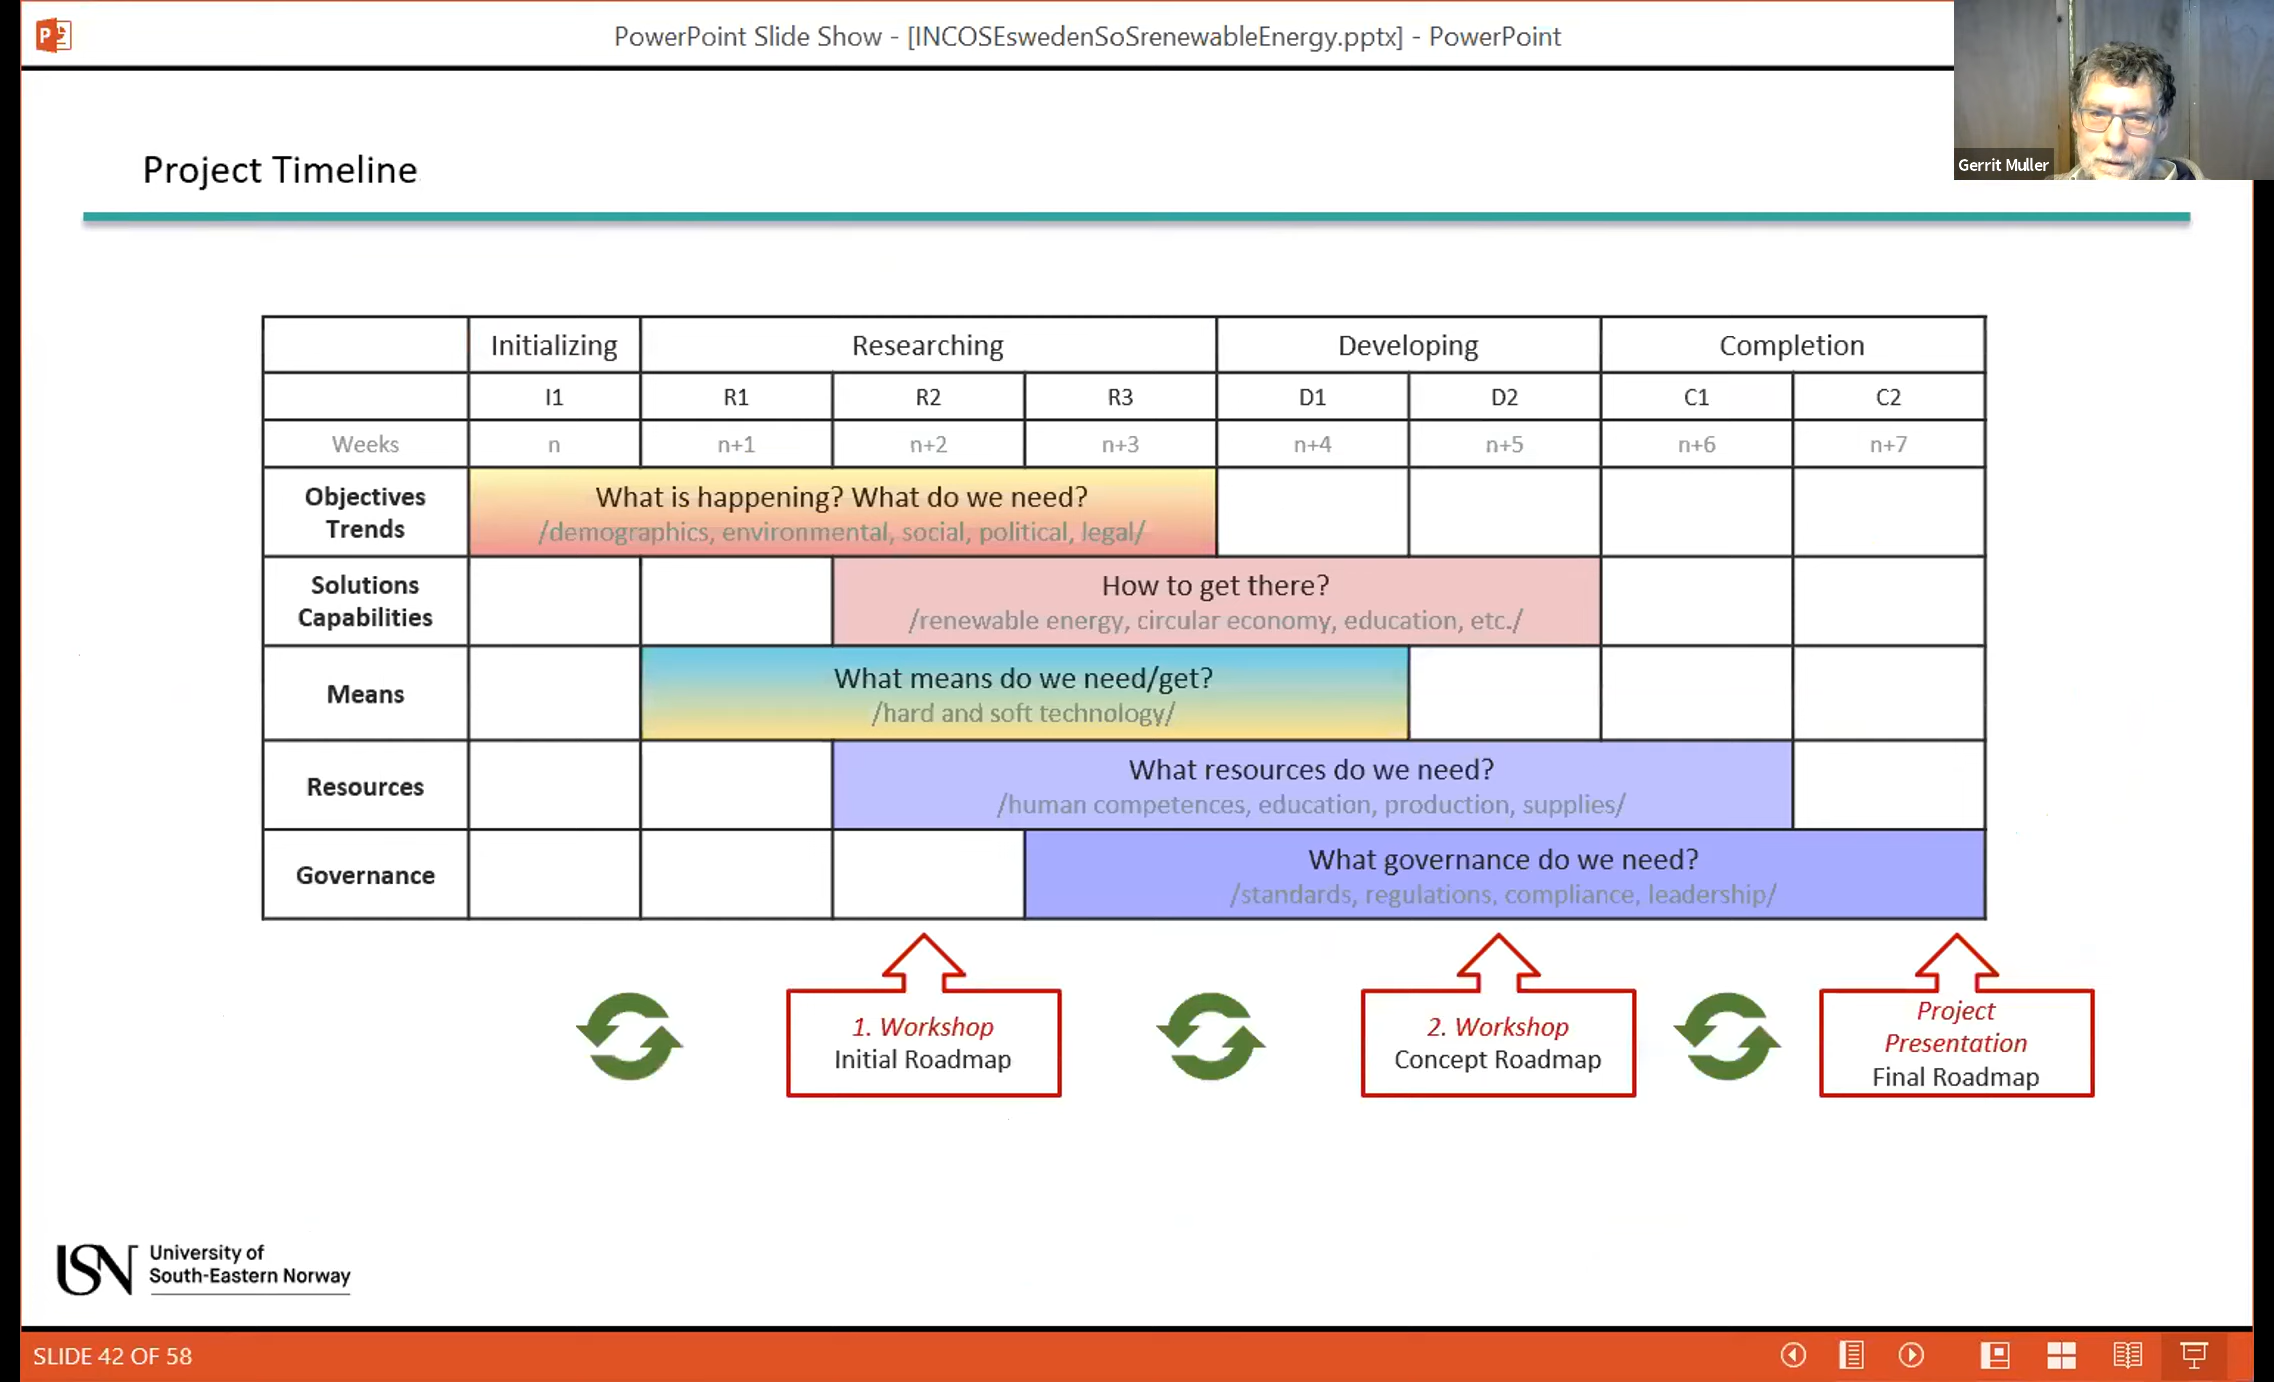 PowerPoint Slide Show - [INCOSEswedenSoSrenewableEnergy.pptx] - PowerPoint
Gerrit Muller
Project Timeline
Initializing Researching Developing Completion
I1 R1 R2 R3 D1 D2 C1 C2
Weeks n n+1 n+2 n+3 n+4 n+5 n+6 n+7
Objectives
Trends
What is happening? What do we need?
/demographics, environmental, social, political, legal/
Solutions
Capabilities
How to get there?
/renewable energy, circular economy, education, etc./
Means
What means do we need/get?
/hard and soft technology/
Resources
What resources do we need?
/human competences, education, production, supplies/
Governance
What governance do we need?
/standards, regulations, compliance, leadership/
1. Workshop
Initial Roadmap
2. Workshop
Concept Roadmap
Project
Presentation
Final Roadmap
USN
University of
South-Eastern Norway
SLIDE 42 OF 58